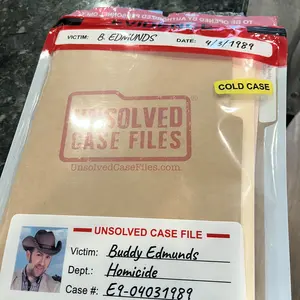 VICTIM: B. EDMUNDS DATE: 4/3/1989
COLD CASE
UNSOLVED
CASE FILES
UnsolvedCaseFiles.com
UNSOLVED CASE FILE
Victim: Buddy Edmunds
Dept.: Homicide
Case #: E9-04031989